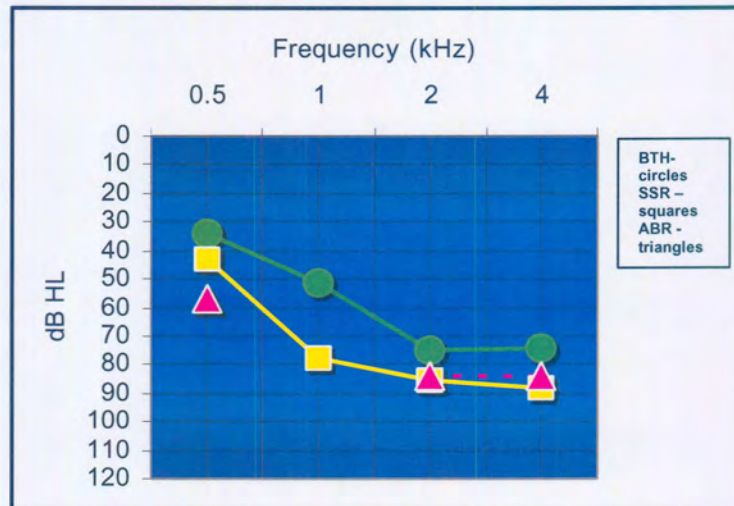 Frequency (kHz)
0.5 1 2 4
0
10
20
30
40
50
60
70
80
90
100
110
120
dB HL
BTH-
circles
SSR –
squares
ABR -
triangles